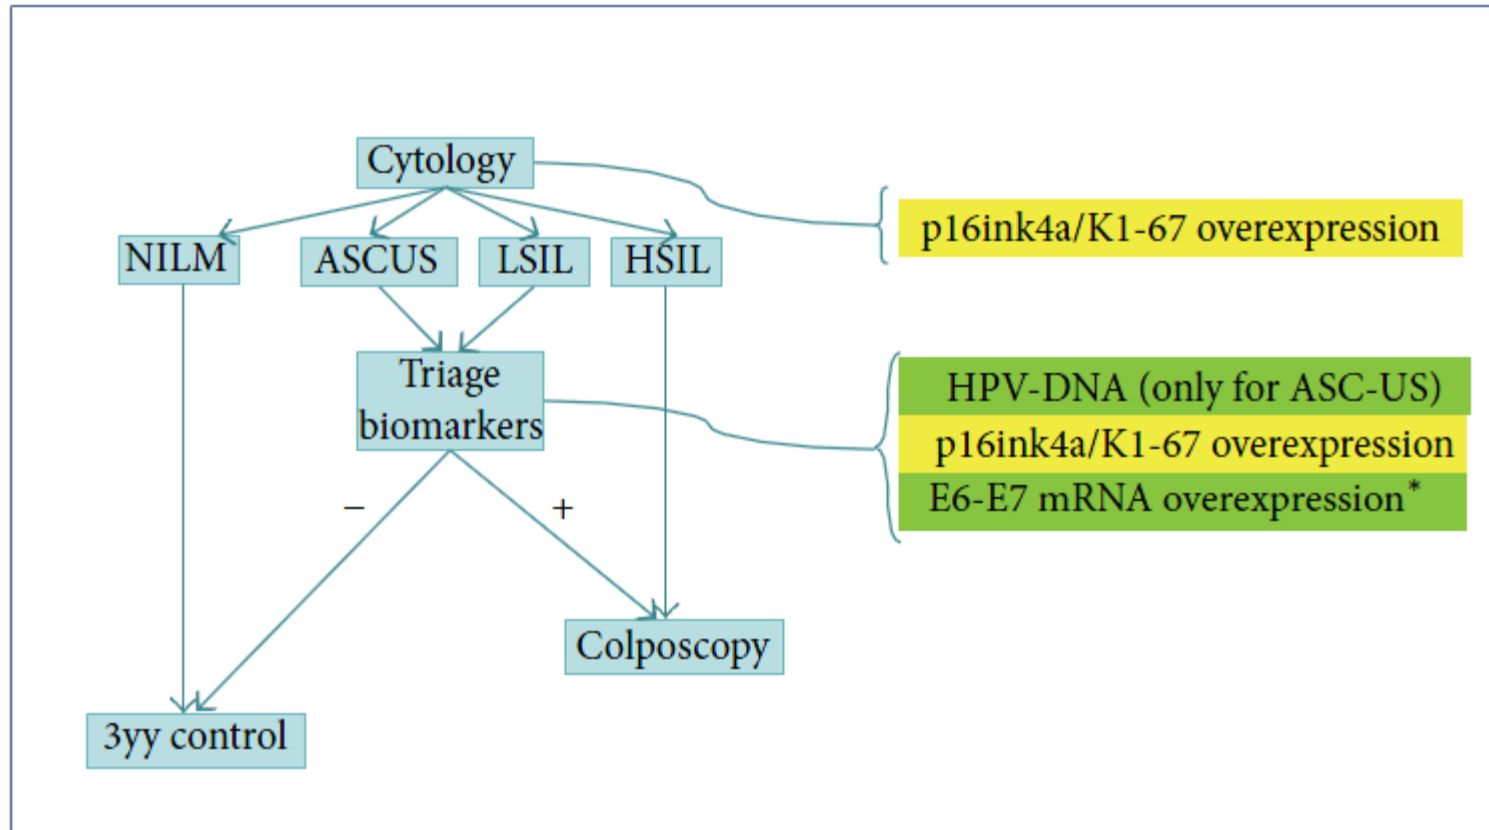 Cytology
p16ink4a/K1-67 overexpression
NILM
ASCUS
LSIL
HSIL
Triage
biomarkers
HPV-DNA (only for ASC-US)
p16ink4a/K1-67 overexpression
E6-E7 mRNA overexpression*
−
+
Colposcopy
3yy control